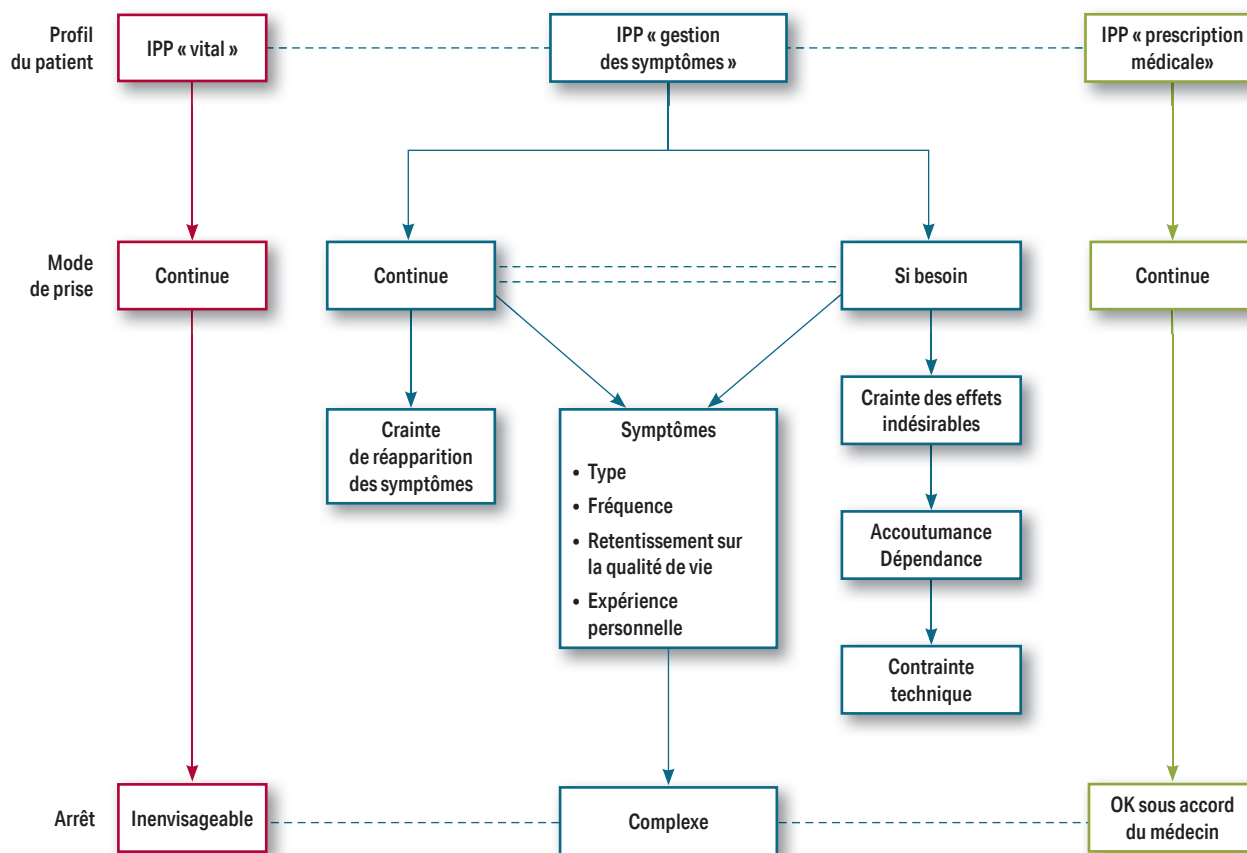 Profil
du patient
IPP « vital »
IPP « gestion
des symptômes »
IPP « prescription
médicale»
Mode
de prise
Continue
Continue
Si besoin
Continue
Crainte
de réapparition
des symptômes
Symptômes
• Type
• Fréquence
• Retentissement sur
la qualité de vie
• Expérience
personnelle
Crainte des effets
indésirables
Accoutumance
Dépendance
Contrainte
technique
Arrêt
Inenvisageable
Complexe
OK sous accord
du médecin